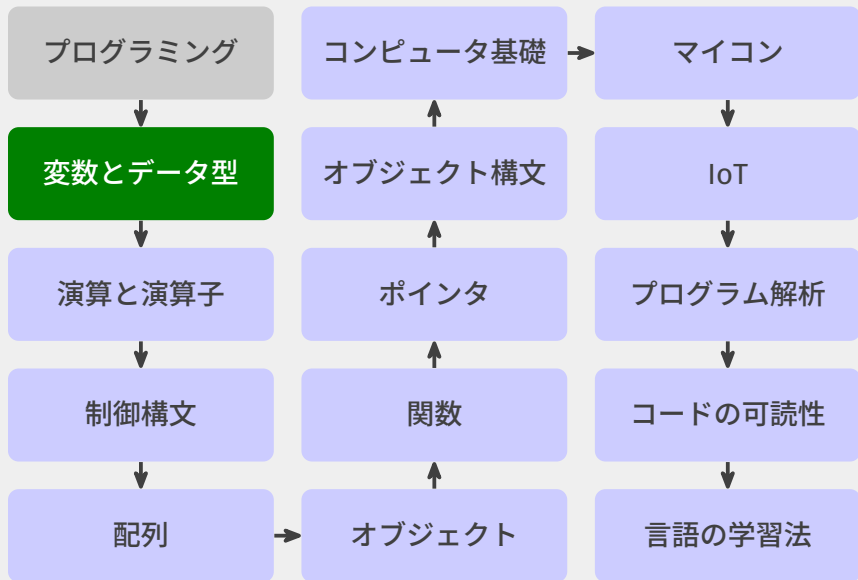 プログラミング
変数とデータ型
演算と演算子
制御構文
配列
オブジェクト
関数
ポインタ
オブジェクト構文
コンピュータ基礎
マイコン
IoT
プログラム解析
コードの可読性
言語の学習法